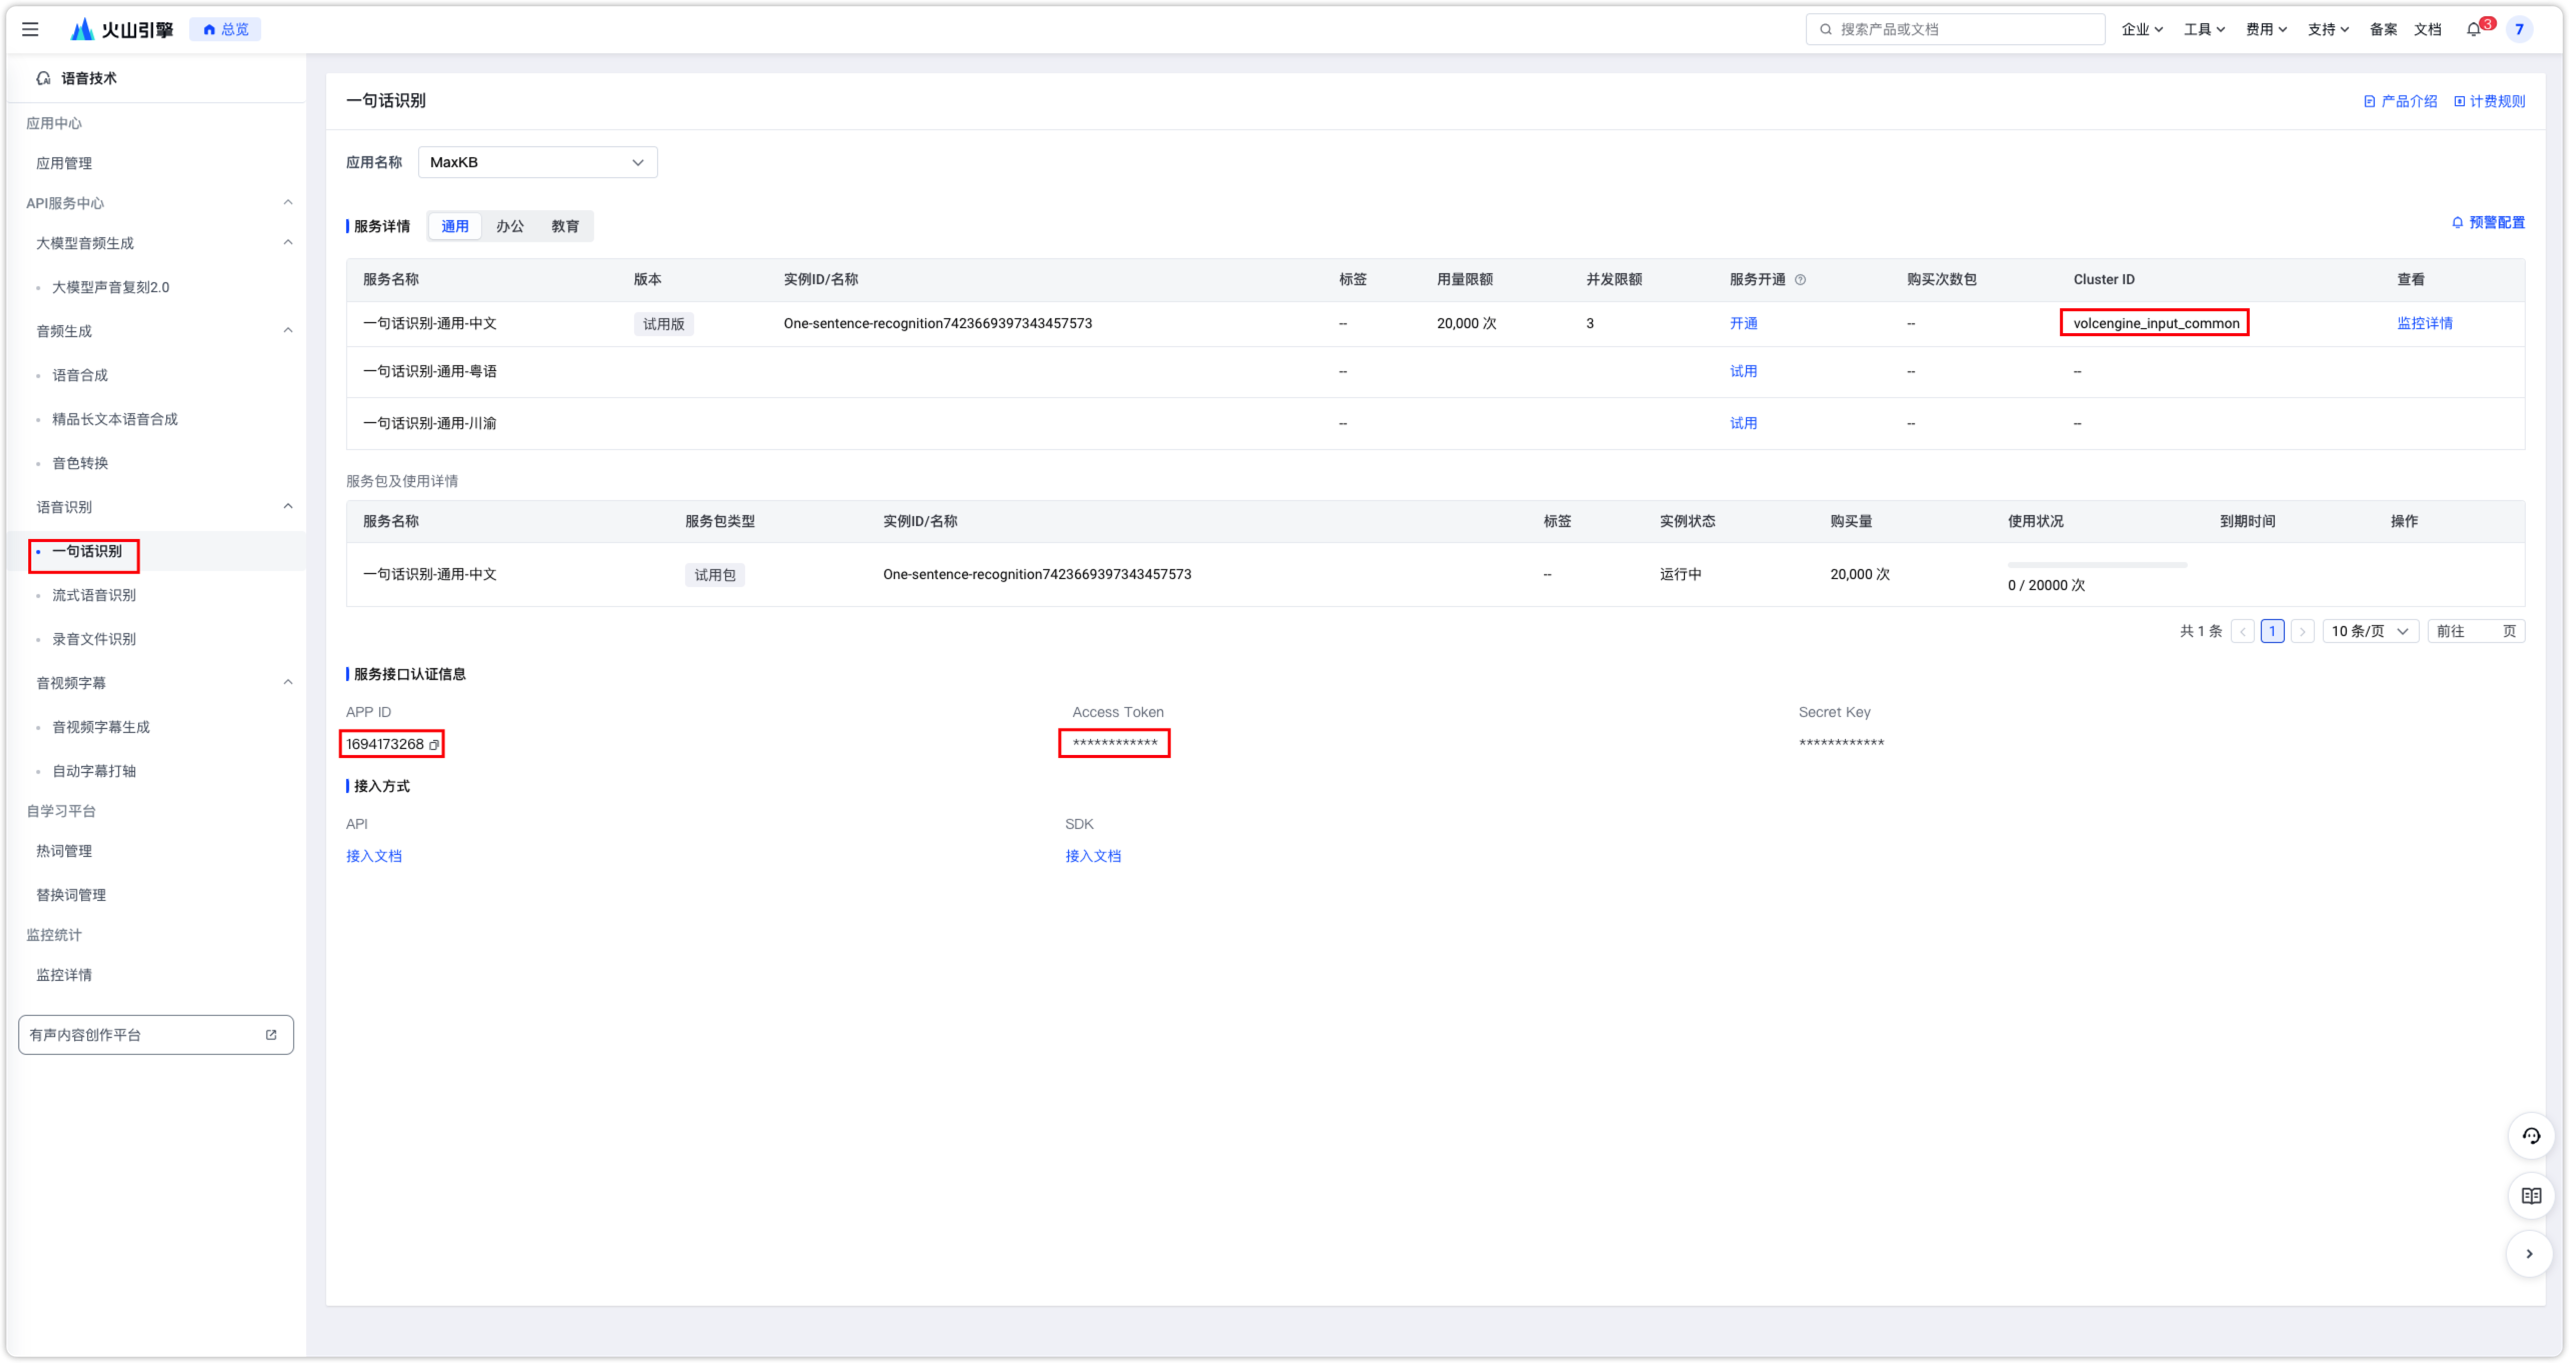 火山引擎 总览 搜索产品或文档 企业 工具 费用 支持 备案 文档 3 7
语音技术
应用中心
应用管理
API服务中心
大模型音频生成
大模型声音复刻2.0
音频生成
语音合成
精品长文本语音合成
音色转换
语音识别
一句话识别
流式语音识别
录音文件识别
音视频字幕
音视频字幕生成
自动字幕打轴
自学习平台
热词管理
替换词管理
监控统计
监控详情
有声内容创作平台
一句话识别 产品介绍 计费规则
应用名称 MaxKB
服务详情 通用 办公 教育 预警配置
服务名称 版本 实例ID/名称 标签 用量限额 并发限额 服务开通 购买次数包 Cluster ID 查看
一句话识别-通用-中文 试用版 One-sentence-recognition7423669397343457573 -- 20,000 次 3 开通 -- volcengine_input_common 监控详情
一句话识别-通用-粤语 -- 试用 -- --
一句话识别-通用-川渝 -- 试用 -- --
服务包及使用详情
服务名称 服务包类型 实例ID/名称 标签 实例状态 购买量 使用状况 到期时间 操作
一句话识别-通用-中文 试用包 One-sentence-recognition7423669397343457573 -- 运行中 20,000 次 0 / 20000 次
共 1 条 1 10 条/页 前往 页
服务接口认证信息
APP ID Access Token Secret Key
1694173268 ************ ************
接入方式
API SDK
接入文档 接入文档